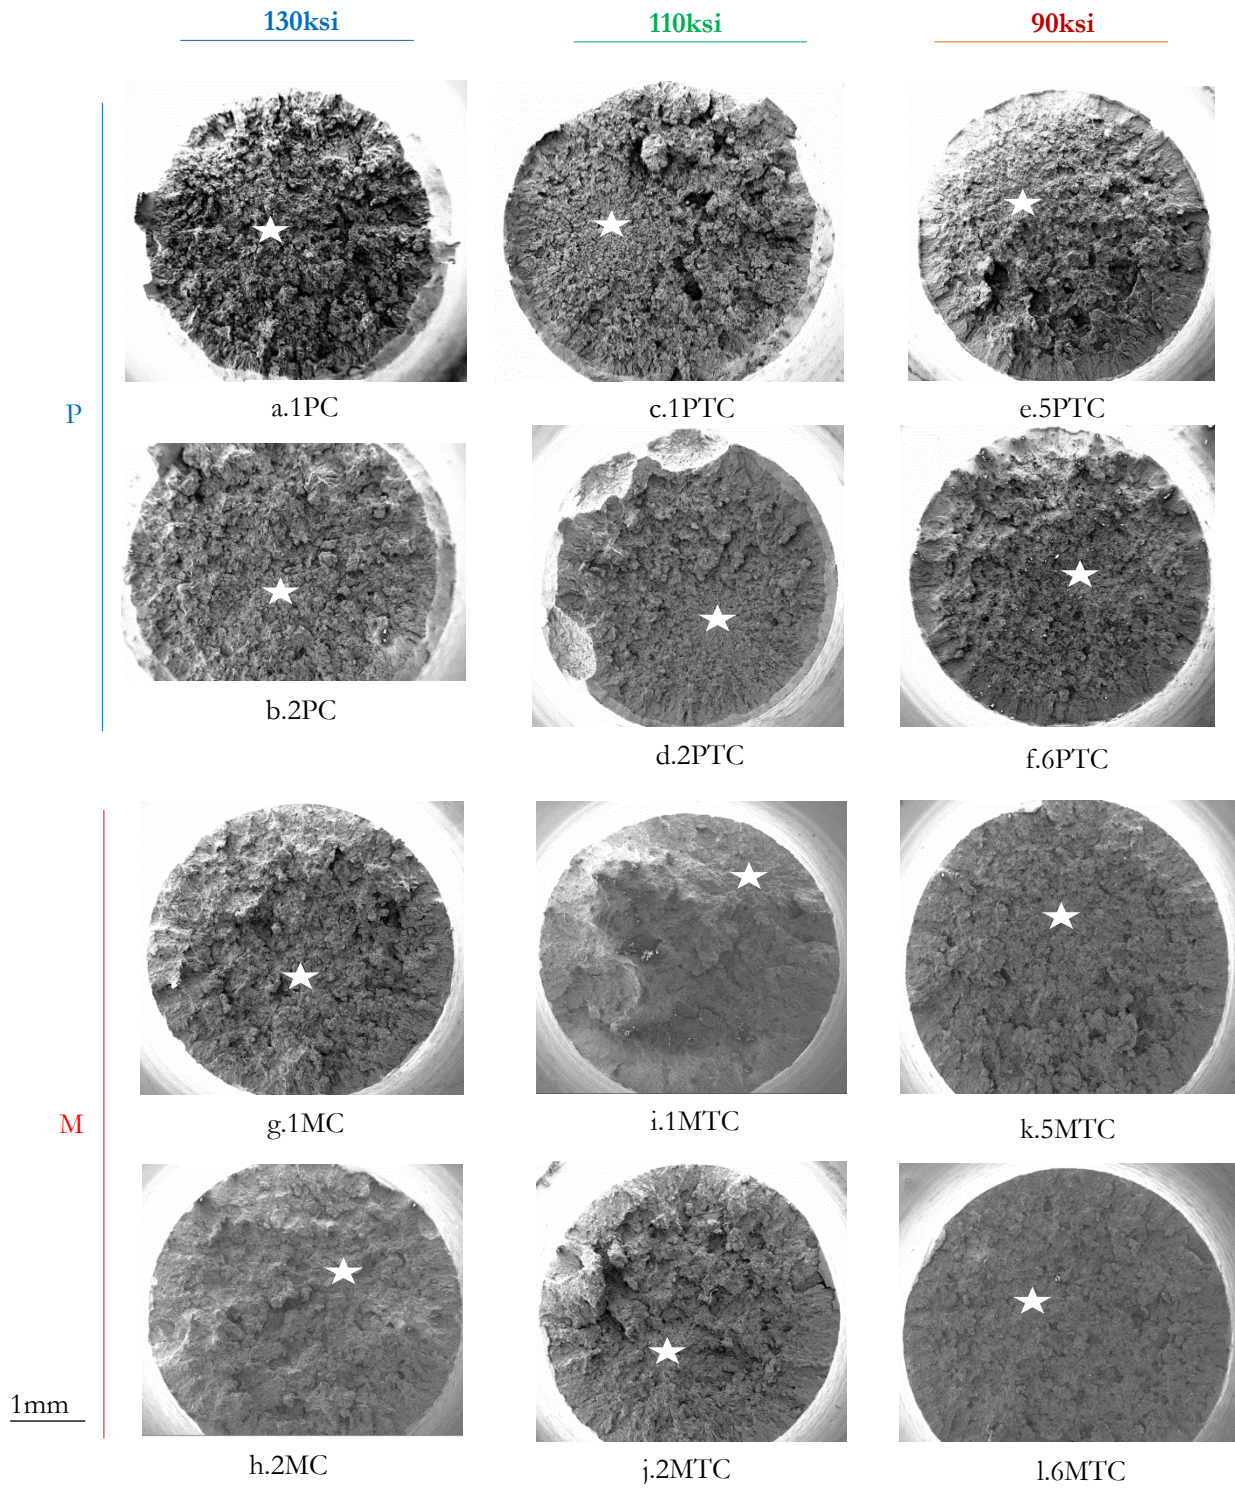 130ksi 110ksi 90ksi
a.1PC c.1PTC e.5PTC
P
b.2PC d.2PTC f.6PTC
g.1MC i.1MTC k.5MTC
M
1mm
h.2MC j.2MTC l.6MTC